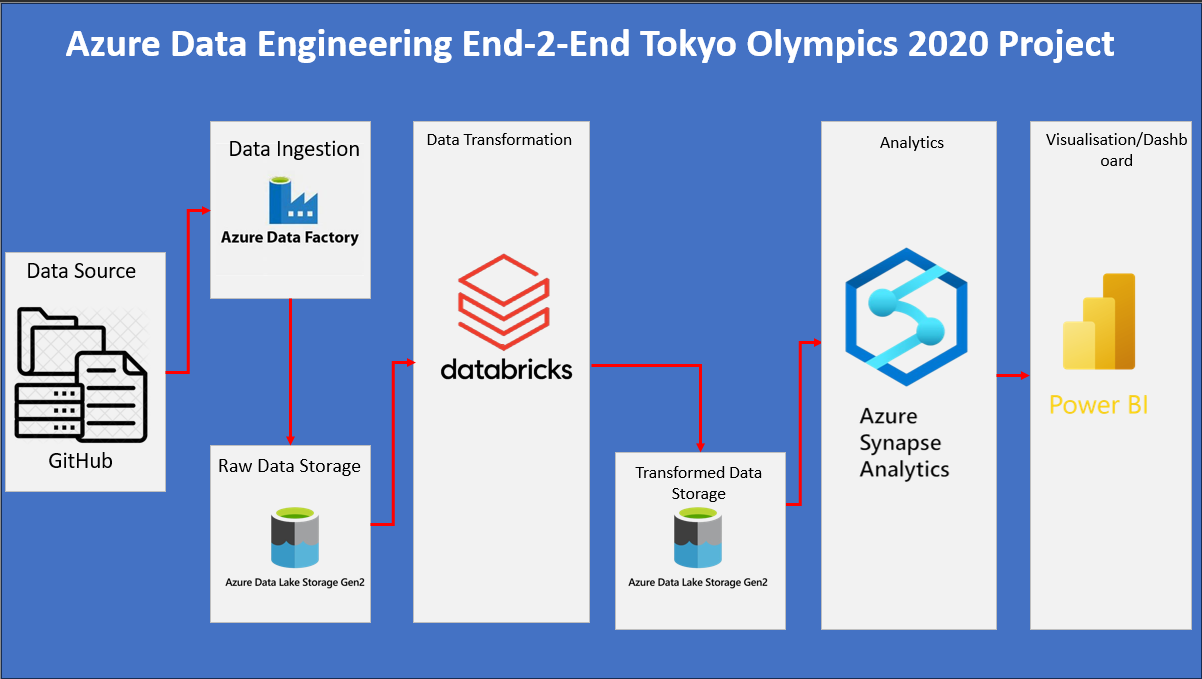 Azure Data Engineering End-2-End Tokyo Olympics 2020 Project
Data Source
GitHub
Data Ingestion
Azure Data Factory
Raw Data Storage
Azure Data Lake Storage Gen2
Data Transformation
databricks
Transformed Data
Storage
Azure Data Lake Storage Gen2
Analytics
Azure
Synapse
Analytics
Visualisation/Dashb
oard
Power BI